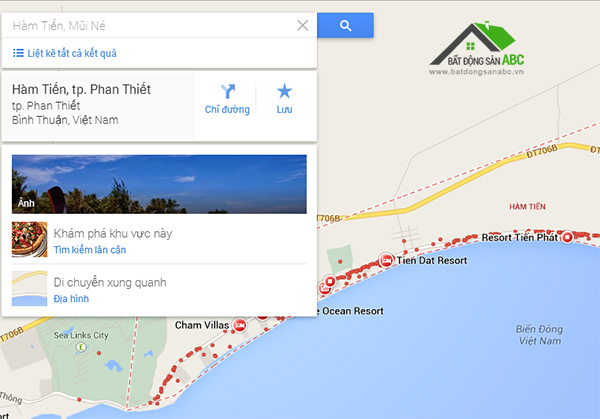 Hàm Tiến, Mũi Né
Liệt kê tất cả kết quả
Hàm Tiến, tp. Phan Thiết
tp. Phan Thiết
Bình Thuận, Việt Nam
Chỉ đường
Lưu
Ảnh
Khám phá khu vực này
Tìm kiếm lân cận
Di chuyển xung quanh
Địa hình
BẤT ĐỘNG SẢN ABC
www.batdongsanabc.vn
ĐT706B
ĐT706B
HÀM TIẾN
Resort Tien Phat
Tien Dat Resort
e Ocean Resort
Cham Villas
Biển Đông
Việt Nam
ĐT706B
Sea Links City
Thông